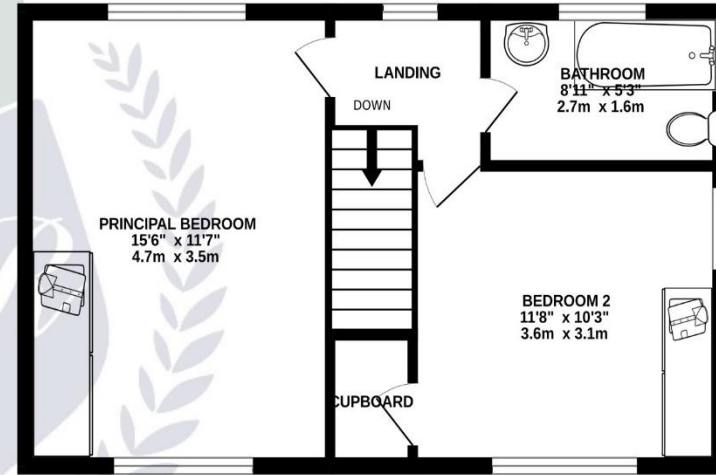 LANDING
DOWN
BATHROOM
8'11" x 5'3"
2.7m x 1.6m
PRINCIPAL BEDROOM
15'6" x 11'7"
4.7m x 3.5m
BEDROOM 2
11'8" x 10'3"
3.6m x 3.1m
CUPBOARD